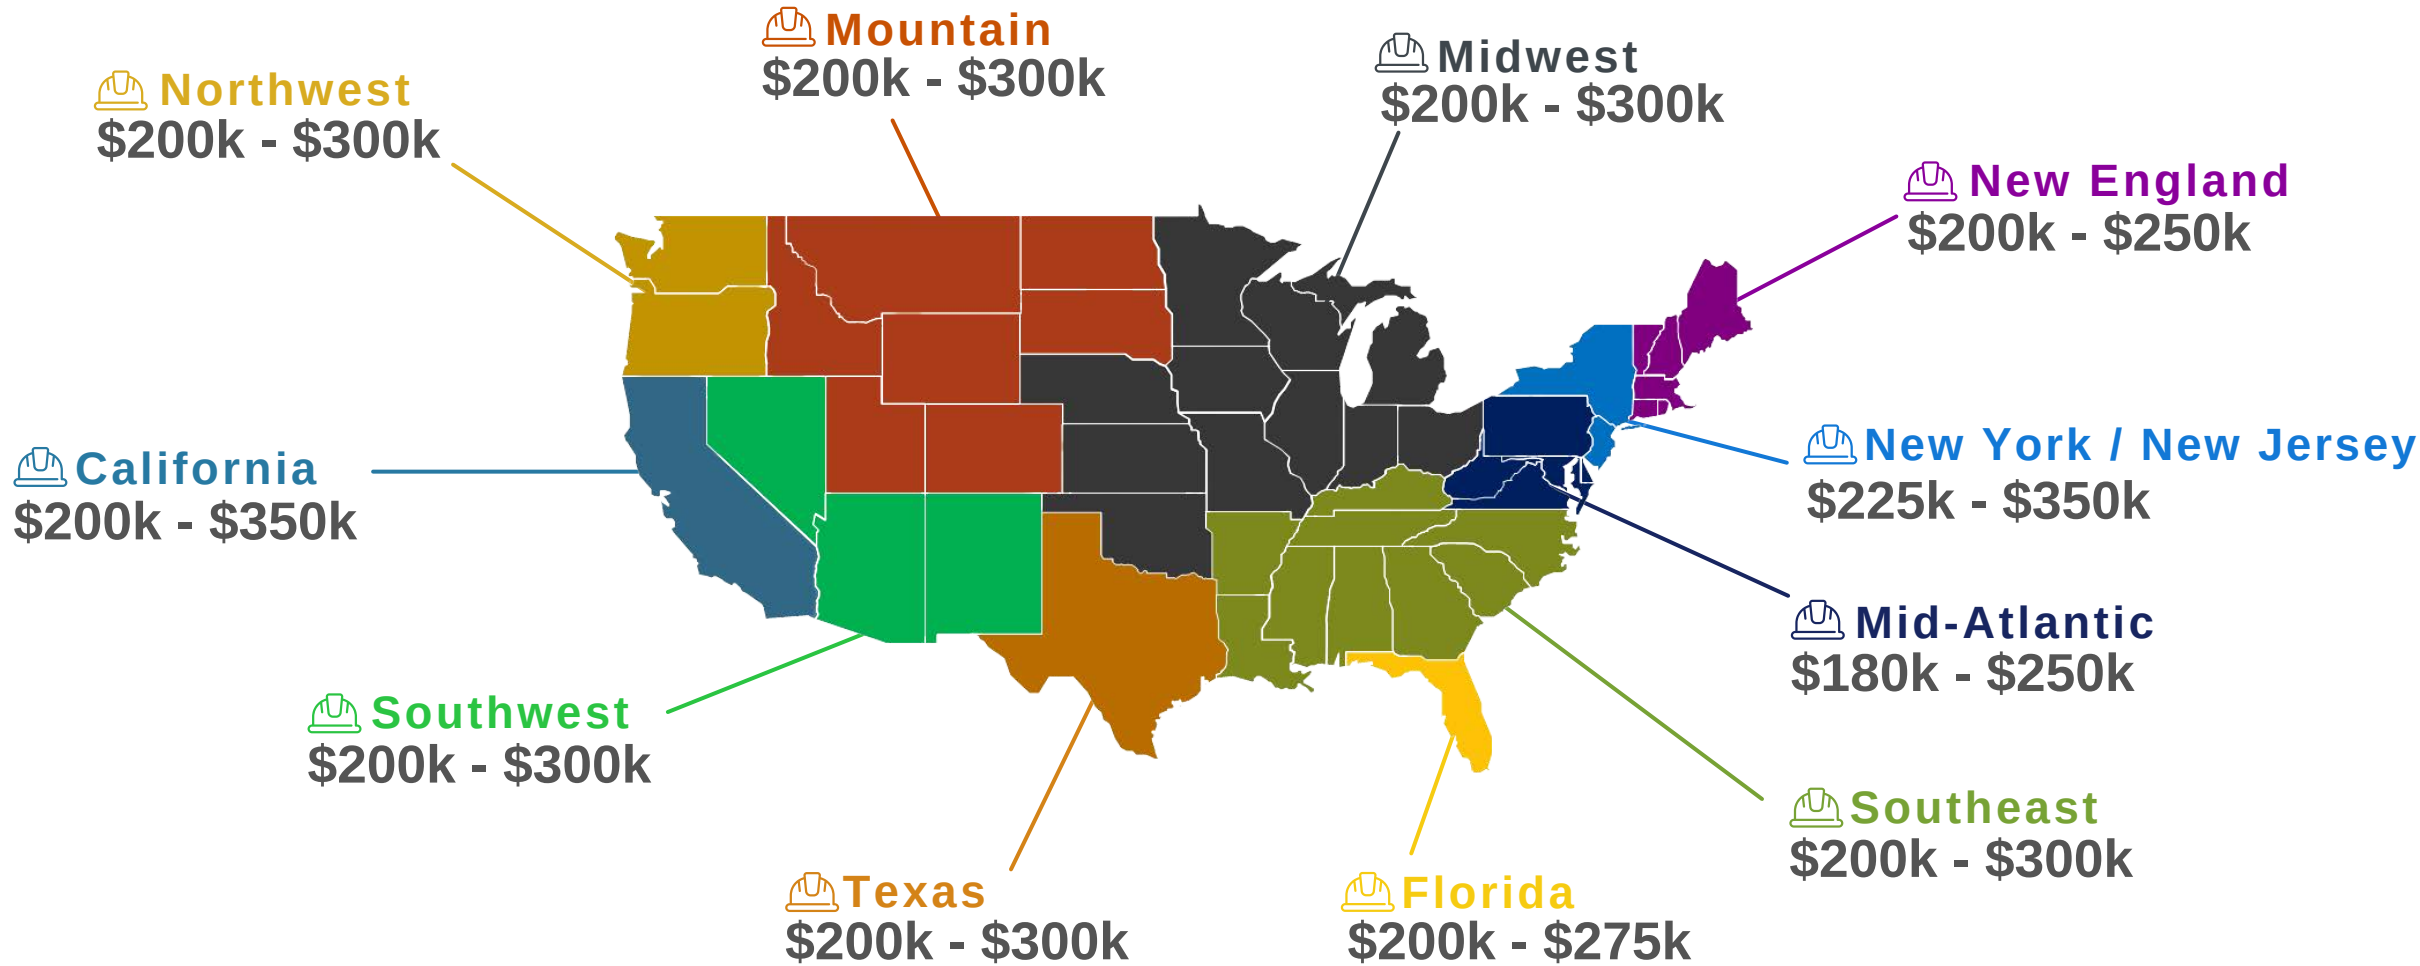 Mountain
$200k - $300k
Midwest
$200k - $300k
Northwest
$200k - $300k
New England
$200k - $250k
California
$200k - $350k
New York / New Jersey
$225k - $350k
Mid-Atlantic
$180k - $250k
Southwest
$200k - $300k
Southeast
$200k - $300k
Texas
$200k - $300k
Florida
$200k - $275k